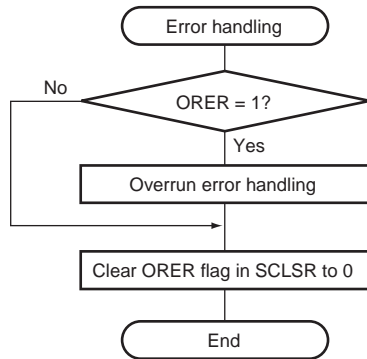 Error handling
No
ORER = 1?
Yes
Overrun error handling
Clear ORER flag in SCLSR to 0
End